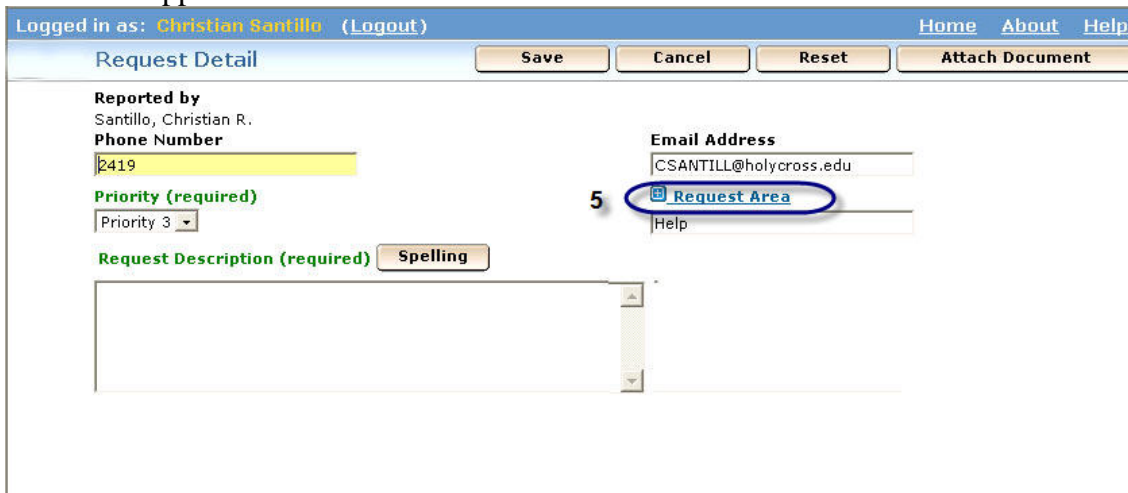 Logged in as: Christian Santillo (Logout) Home About Help
Request Detail Save Cancel Reset Attach Document
Reported by
Santillo, Christian R.
Phone Number Email Address
2419 CSANTILL@holycross.edu
Priority (required) 5 Request Area
Priority 3 Help
Request Description (required) Spelling